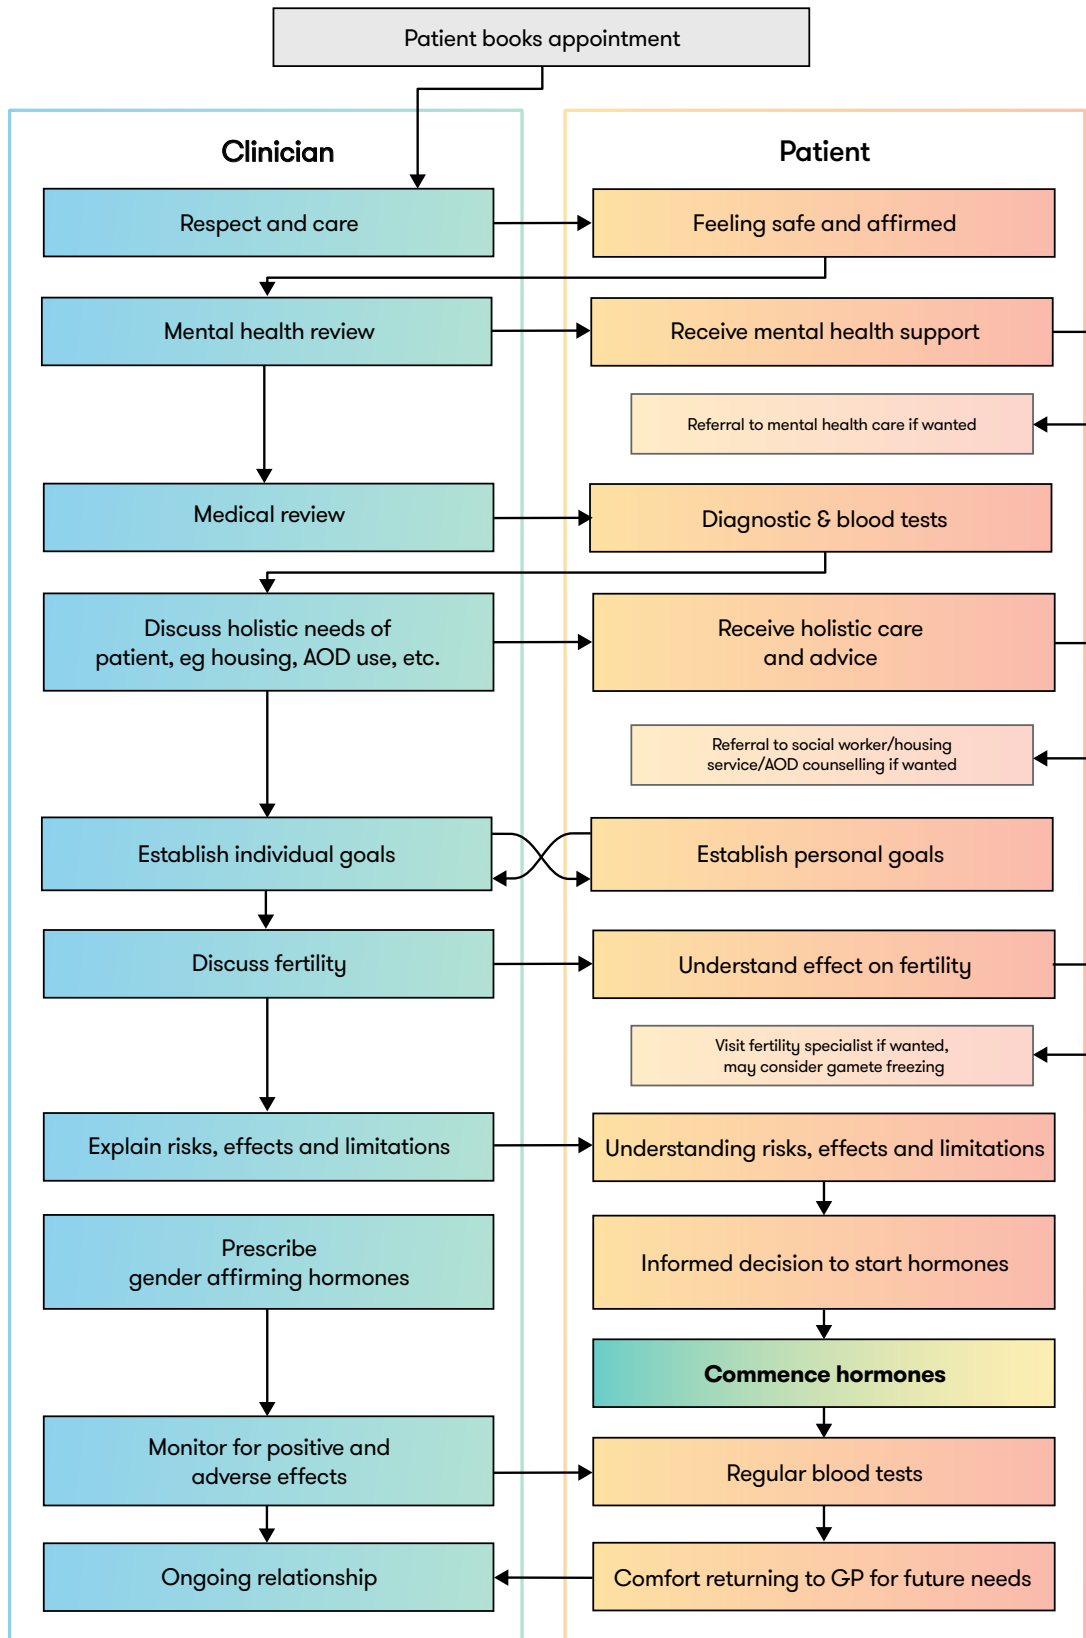 Patient books appointment
Clinician
Patient
Respect and care
Feeling safe and affirmed
Mental health review
Receive mental health support
Referral to mental health care if wanted
Medical review
Diagnostic & blood tests
Discuss holistic needs of
patient, eg housing, AOD use, etc.
Receive holistic care
and advice
Referral to social worker/housing
service/AOD counselling if wanted
Establish individual goals
Establish personal goals
Discuss fertility
Understand effect on fertility
Visit fertility specialist if wanted,
may consider gamete freezing
Explain risks, effects and limitations
Understanding risks, effects and limitations
Prescribe
gender affirming hormones
Informed decision to start hormones
Commence hormones
Monitor for positive and
adverse effects
Regular blood tests
Ongoing relationship
Comfort returning to GP for future needs